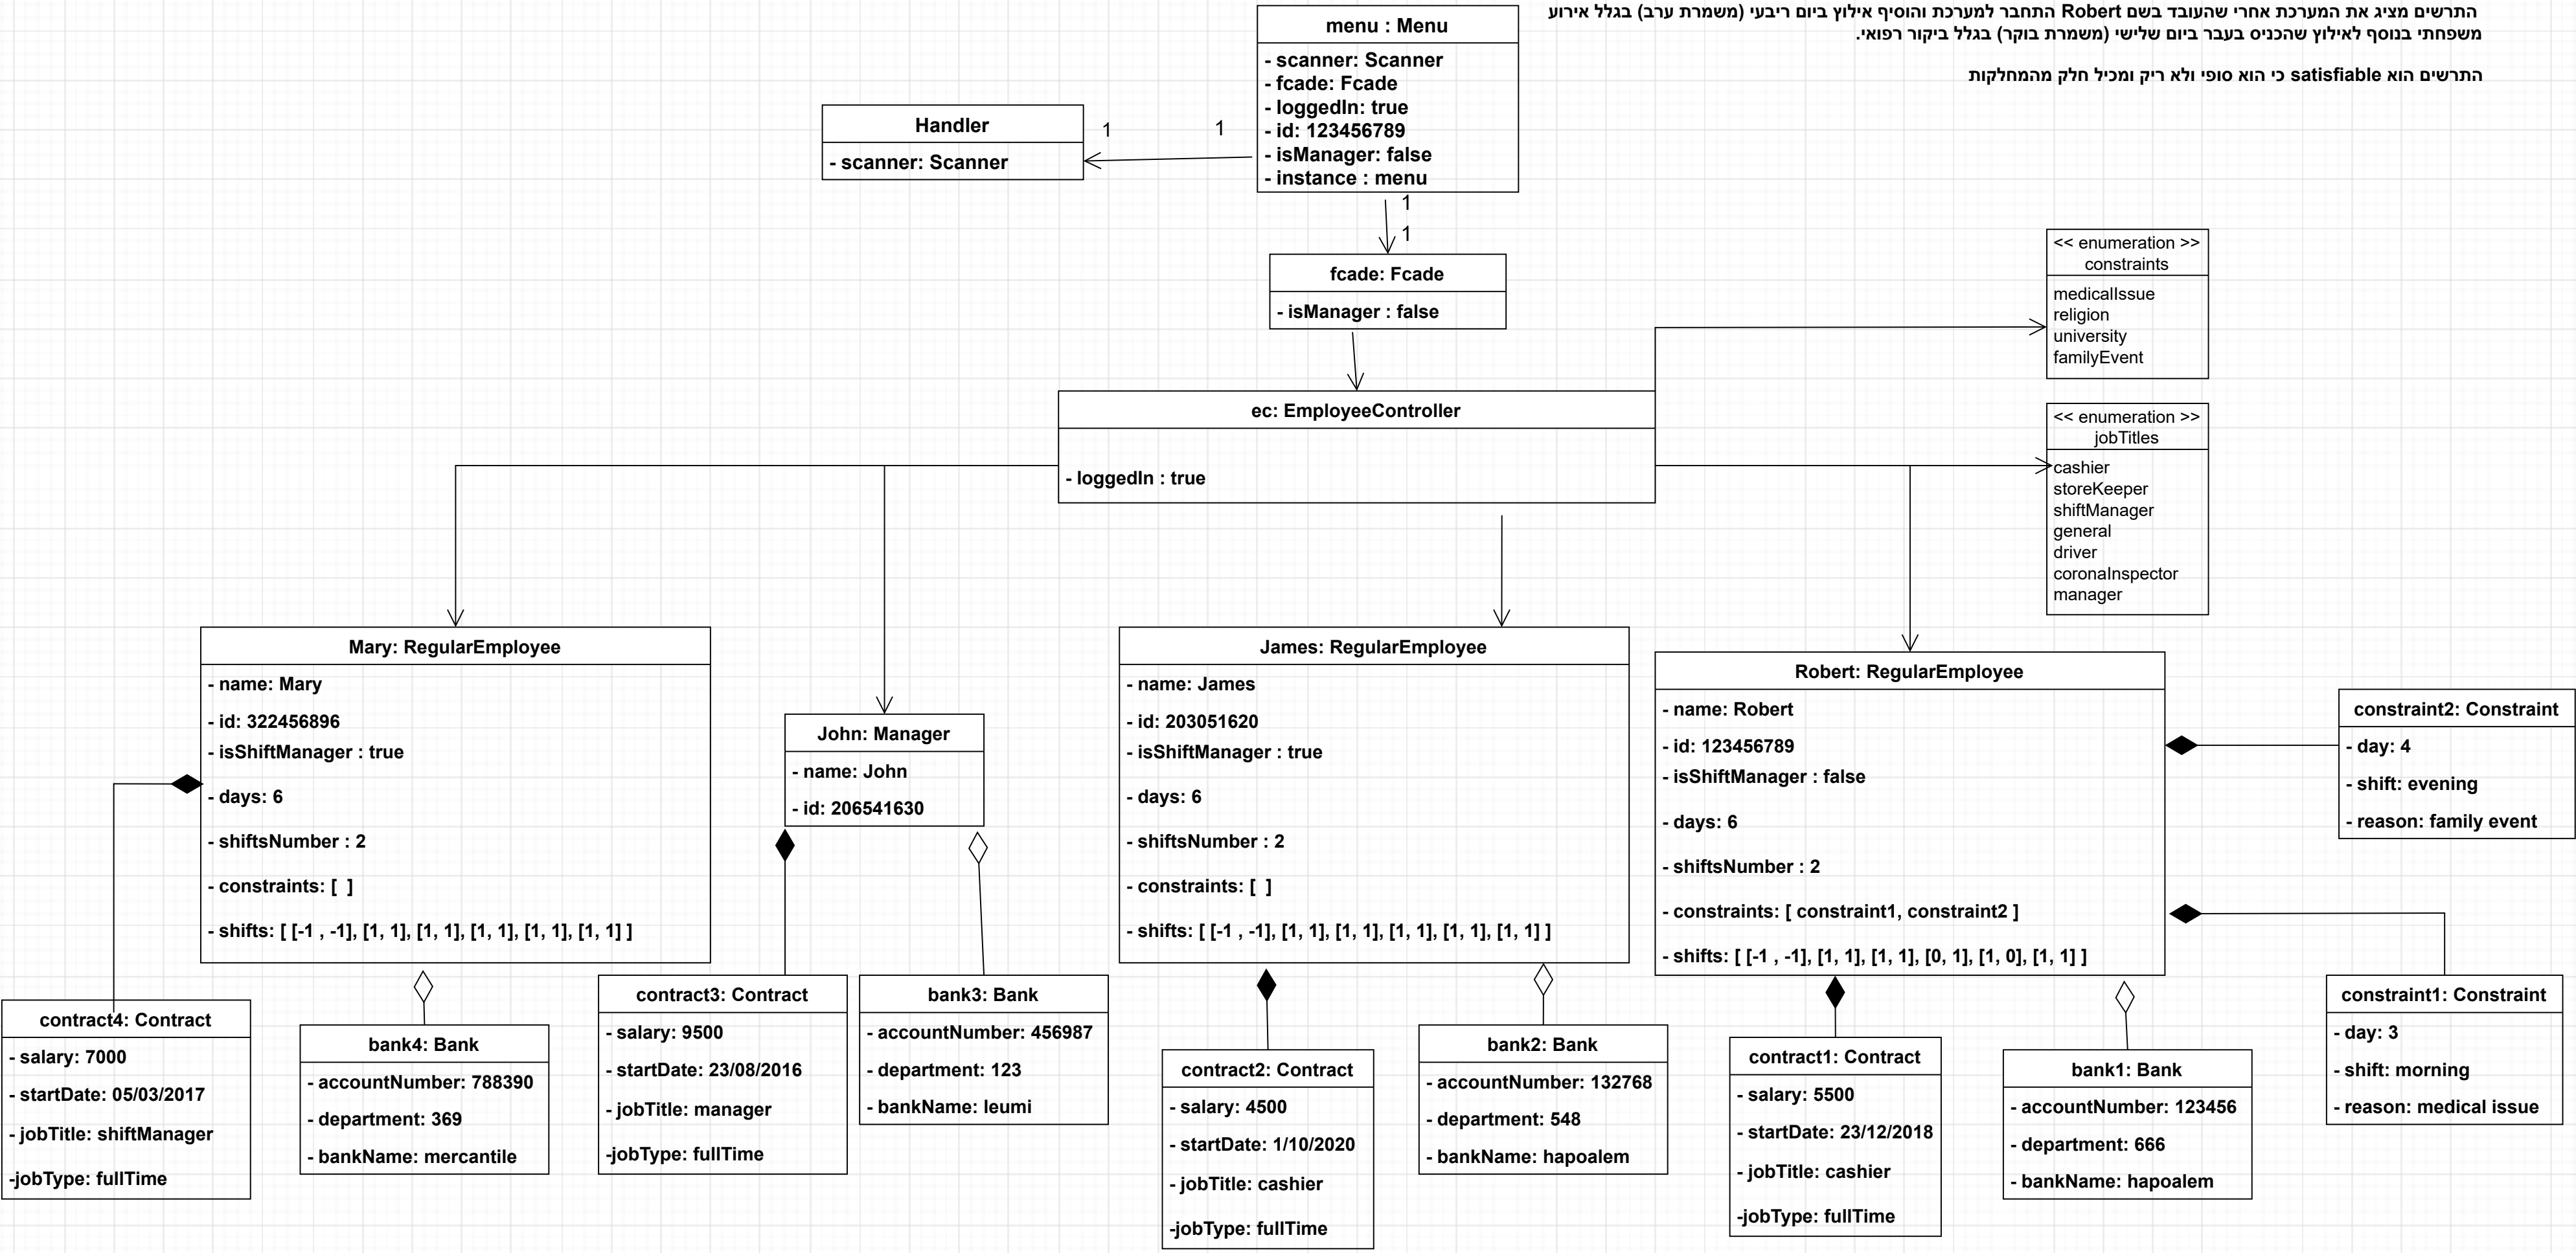 התרשים מציג את המערכת אחרי שהעובד בשם Robert התחבר למערכת והוסיף אילוץ ביום ריבעי (משמרת ערב) בגלל אירוע
משפחתי בנוסף לאילוץ שהכניס בעבר ביום שלישי (משמרת בוקר) בגלל ביקור רפואי.
התרשים הוא satisfiable כי הוא סופי ולא ריק ומכיל חלק מהמחלקות
menu : Menu
- scanner: Scanner
- fcade: Fcade
- loggedIn: true
- id: 123456789
- isManager: false
- instance : menu
Handler
- scanner: Scanner
1
1
1
1
fcade: Fcade
- isManager : false
<< enumeration >>
constraints
medicalIssue
religion
university
familyEvent
ec: EmployeeController
- loggedIn : true
<< enumeration >>
jobTitles
cashier
storeKeeper
shiftManager
general
driver
coronaInspector
manager
Mary: RegularEmployee
- name: Mary
- id: 322456896
- isShiftManager : true
- days: 6
- shiftsNumber : 2
- constraints: [  ]
- shifts: [ [-1 , -1], [1, 1], [1, 1], [1, 1], [1, 1], [1, 1] ]
John: Manager
- name: John
- id: 206541630
James: RegularEmployee
- name: James
- id: 203051620
- isShiftManager : true
- days: 6
- shiftsNumber : 2
- constraints: [  ]
- shifts: [ [-1 , -1], [1, 1], [1, 1], [1, 1], [1, 1], [1, 1] ]
Robert: RegularEmployee
- name: Robert
- id: 123456789
- isShiftManager : false
- days: 6
- shiftsNumber : 2
- constraints: [ constraint1, constraint2 ]
- shifts: [ [-1 , -1], [1, 1], [1, 1], [0, 1], [1, 0], [1, 1] ]
constraint2: Constraint
- day: 4
- shift: evening
- reason: family event
contract4: Contract
- salary: 7000
- startDate: 05/03/2017
- jobTitle: shiftManager
-jobType: fullTime
bank4: Bank
- accountNumber: 788390
- department: 369
- bankName: mercantile
contract3: Contract
- salary: 9500
- startDate: 23/08/2016
- jobTitle: manager
-jobType: fullTime
bank3: Bank
- accountNumber: 456987
- department: 123
- bankName: leumi
contract2: Contract
- salary: 4500
- startDate: 1/10/2020
- jobTitle: cashier
-jobType: fullTime
bank2: Bank
- accountNumber: 132768
- department: 548
- bankName: hapoalem
contract1: Contract
- salary: 5500
- startDate: 23/12/2018
- jobTitle: cashier
-jobType: fullTime
bank1: Bank
- accountNumber: 123456
- department: 666
- bankName: hapoalem
constraint1: Constraint
- day: 3
- shift: morning
- reason: medical issue